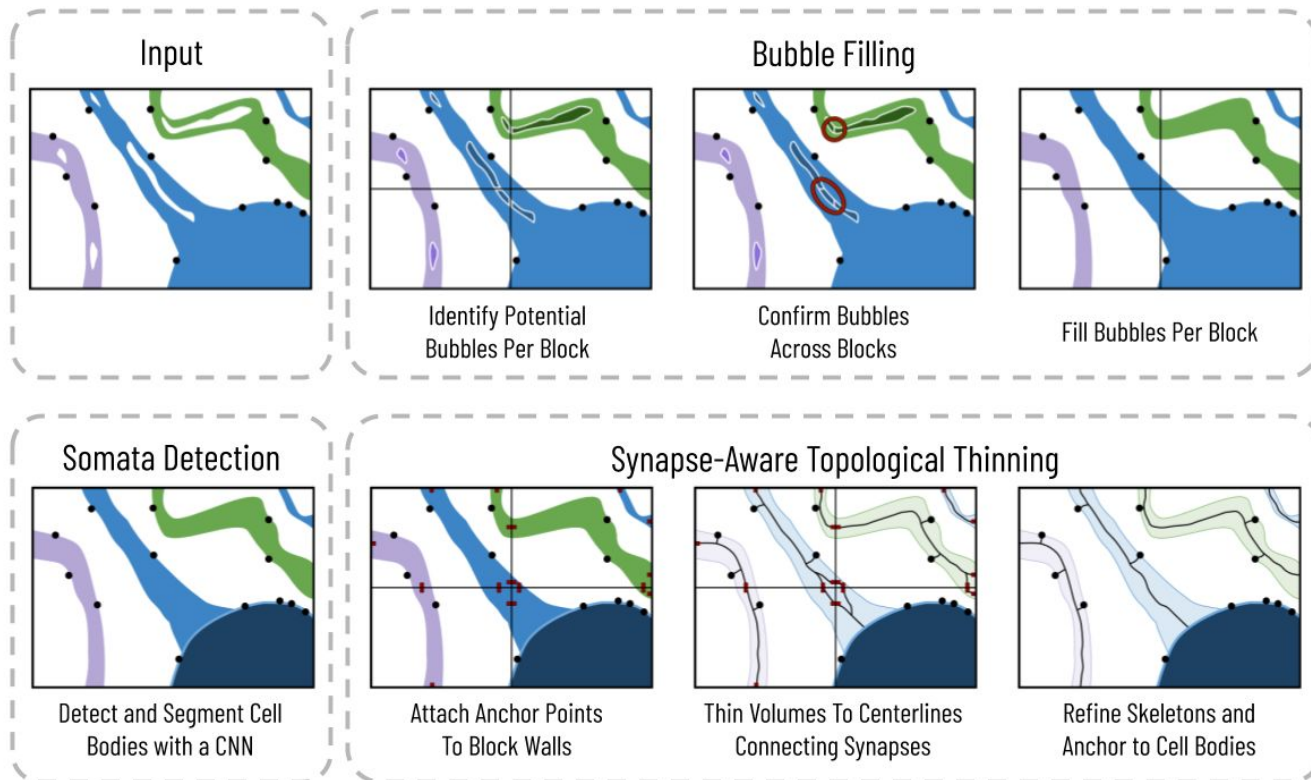 Input
Bubble Filling
Identify Potential
Bubbles Per Block
Confirm Bubbles
Across Blocks
Fill Bubbles Per Block
Somata Detection
Synapse-Aware Topological Thinning
Detect and Segment Cell
Bodies with a CNN
Attach Anchor Points
To Block Walls
Thin Volumes To Centerlines
Connecting Synapses
Refine Skeletons and
Anchor to Cell Bodies